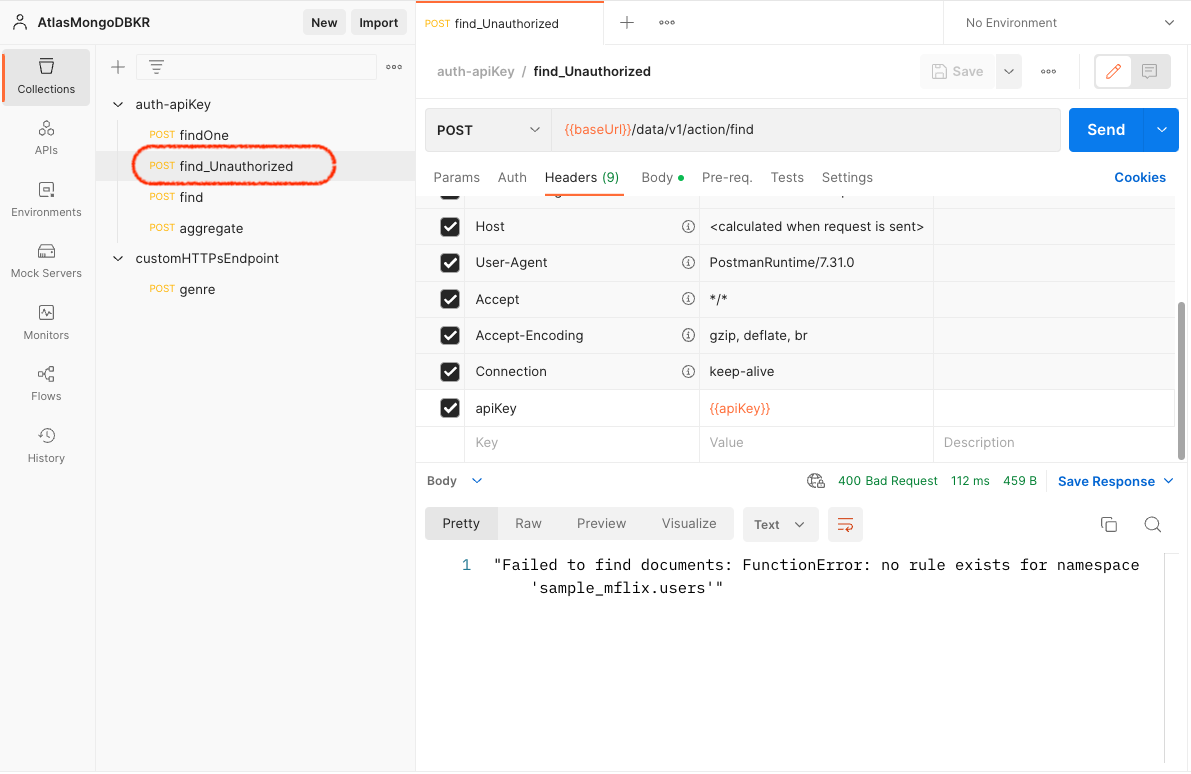 AtlasMongoDBKR
New
Import
POST find_Unauthorized
No Environment
Collections
APIs
Environments
Mock Servers
Monitors
Flows
History
auth-apiKey
POST findOne
POST find_Unauthorized
POST find
POST aggregate
customHTTPsEndpoint
POST genre
auth-apiKey / find_Unauthorized
Save
POST
{{baseUrl}}/data/v1/action/find
Send
Params Auth Headers (9) Body Pre-req. Tests Settings
Cookies
Host <calculated when request is sent>
User-Agent PostmanRuntime/7.31.0
Accept */*
Accept-Encoding gzip, deflate, br
Connection keep-alive
apiKey {{apiKey}}
Key Value Description
Body
400 Bad Request 112 ms 459 B Save Response
Pretty Raw Preview Visualize Text
1 "Failed to find documents: FunctionError: no rule exists for namespace
'sample_mflix.users'"